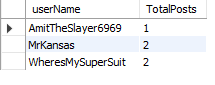 userName TotalPosts
AmitTheSlayer6969 1
MrKansas 2
WheresMySuperSuit 2